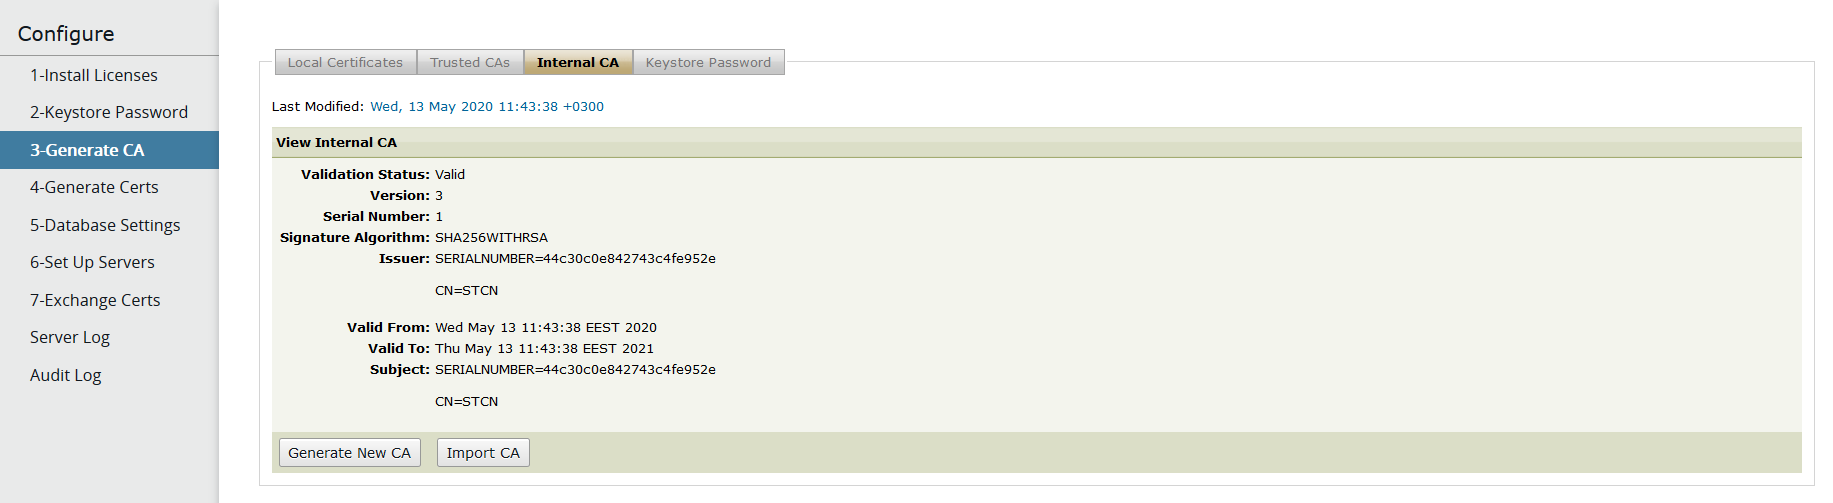 Configure
1-Install Licenses
2-Keystore Password
3-Generate CA
4-Generate Certs
5-Database Settings
6-Set Up Servers
7-Exchange Certs
Server Log
Audit Log
Local Certificates Trusted CAs Internal CA Keystore Password
Last Modified: Wed, 13 May 2020 11:43:38 +0300
View Internal CA
Validation Status: Valid
Version: 3
Serial Number: 1
Signature Algorithm: SHA256WITHRSA
Issuer: SERIALNUMBER=44c30c0e842743c4fe952e
CN=STCN
Valid From: Wed May 13 11:43:38 EEST 2020
Valid To: Thu May 13 11:43:38 EEST 2021
Subject: SERIALNUMBER=44c30c0e842743c4fe952e
CN=STCN
Generate New CA Import CA